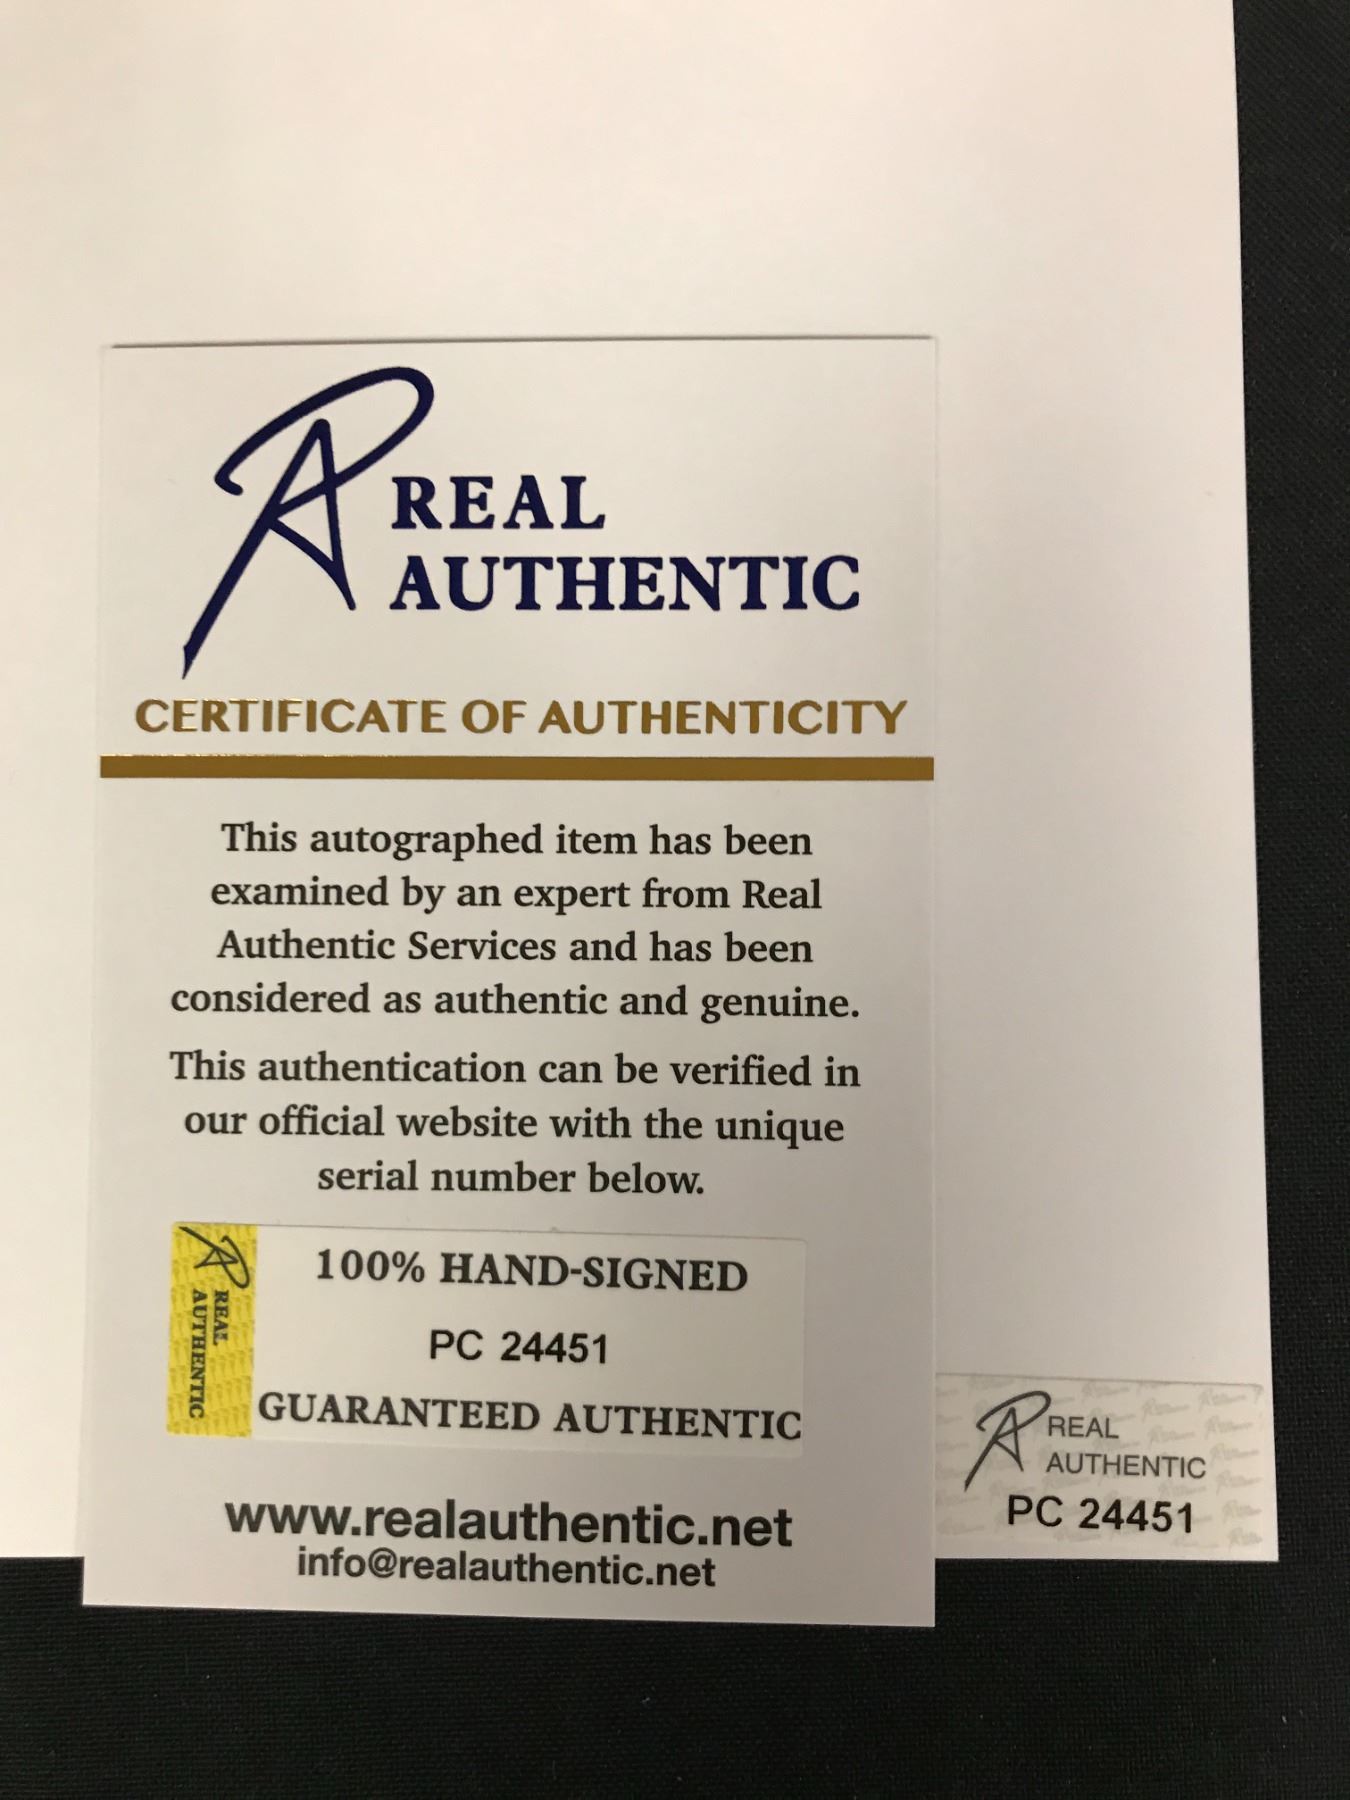 REAL
AUTHENTIC
CERTIFICATE OF AUTHENTICITY
This autographed item has been
examined by an expert from Real
Authentic Services and has been
considered as authentic and genuine.
This authentication can be verified in
our official website with the unique
serial number below.
REAL
AUTHENTIC
100% HAND-SIGNED
PC 24451
GUARANTEED AUTHENTIC
www.realauthentic.net
info@realauthentic.net
REAL
AUTHENTIC
PC 24451